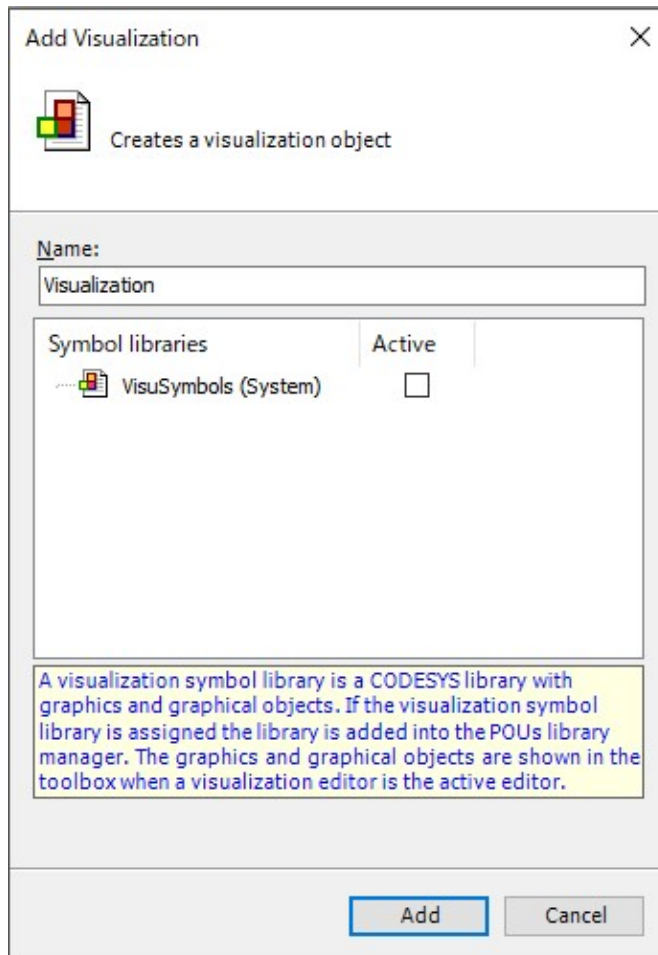 Add Visualization
Creates a visualization object
Name:
Visualization
Symbol libraries Active
VisuSymbols (System)
A visualization symbol library is a CODESYS library with
graphics and graphical objects. If the visualization symbol
library is assigned the library is added into the POUs library
manager. The graphics and graphical objects are shown in the
toolbox when a visualization editor is the active editor.
Add Cancel